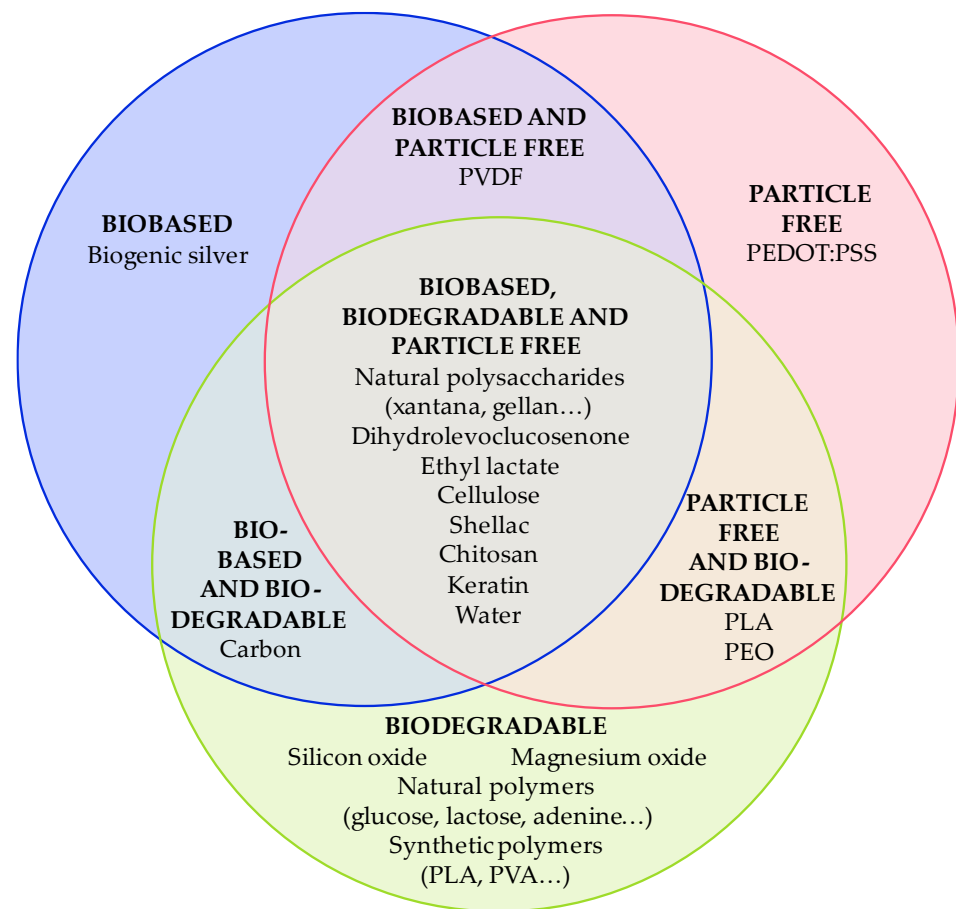 BIOBASED AND
PARTICLE FREE
PVDF
BIOBASED
Biogenic silver
PARTICLE
FREE
PEDOT:PSS
BIOBASED,
BIODEGRADABLE AND
PARTICLE FREE
Natural polysaccharides
(xantana, gellan…)
Dihydrolevoclucosenone
Ethyl lactate
Cellulose
Shellac
Chitosan
Keratin
Water
BIO-
BASED
AND BIO-
DEGRADABLE
Carbon
PARTICLE
FREE
AND BIO-
DEGRADABLE
PLA
PEO
BIODEGRADABLE
Silicon oxide Magnesium oxide
Natural polymers
(glucose, lactose, adenine…)
Synthetic polymers
(PLA, PVA…)